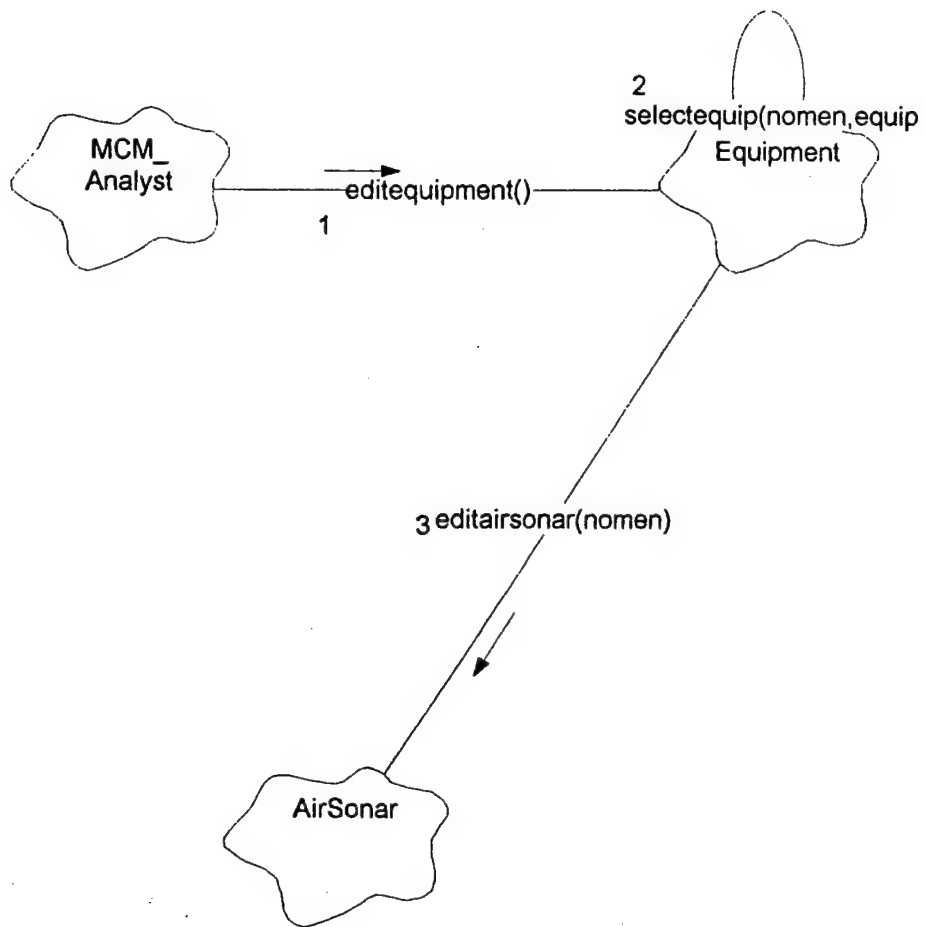 MCM_
Analyst
1
editequipment()
2
selectequip(nomen,equip
Equipment
3 editairsonar(nomen)
AirSonar